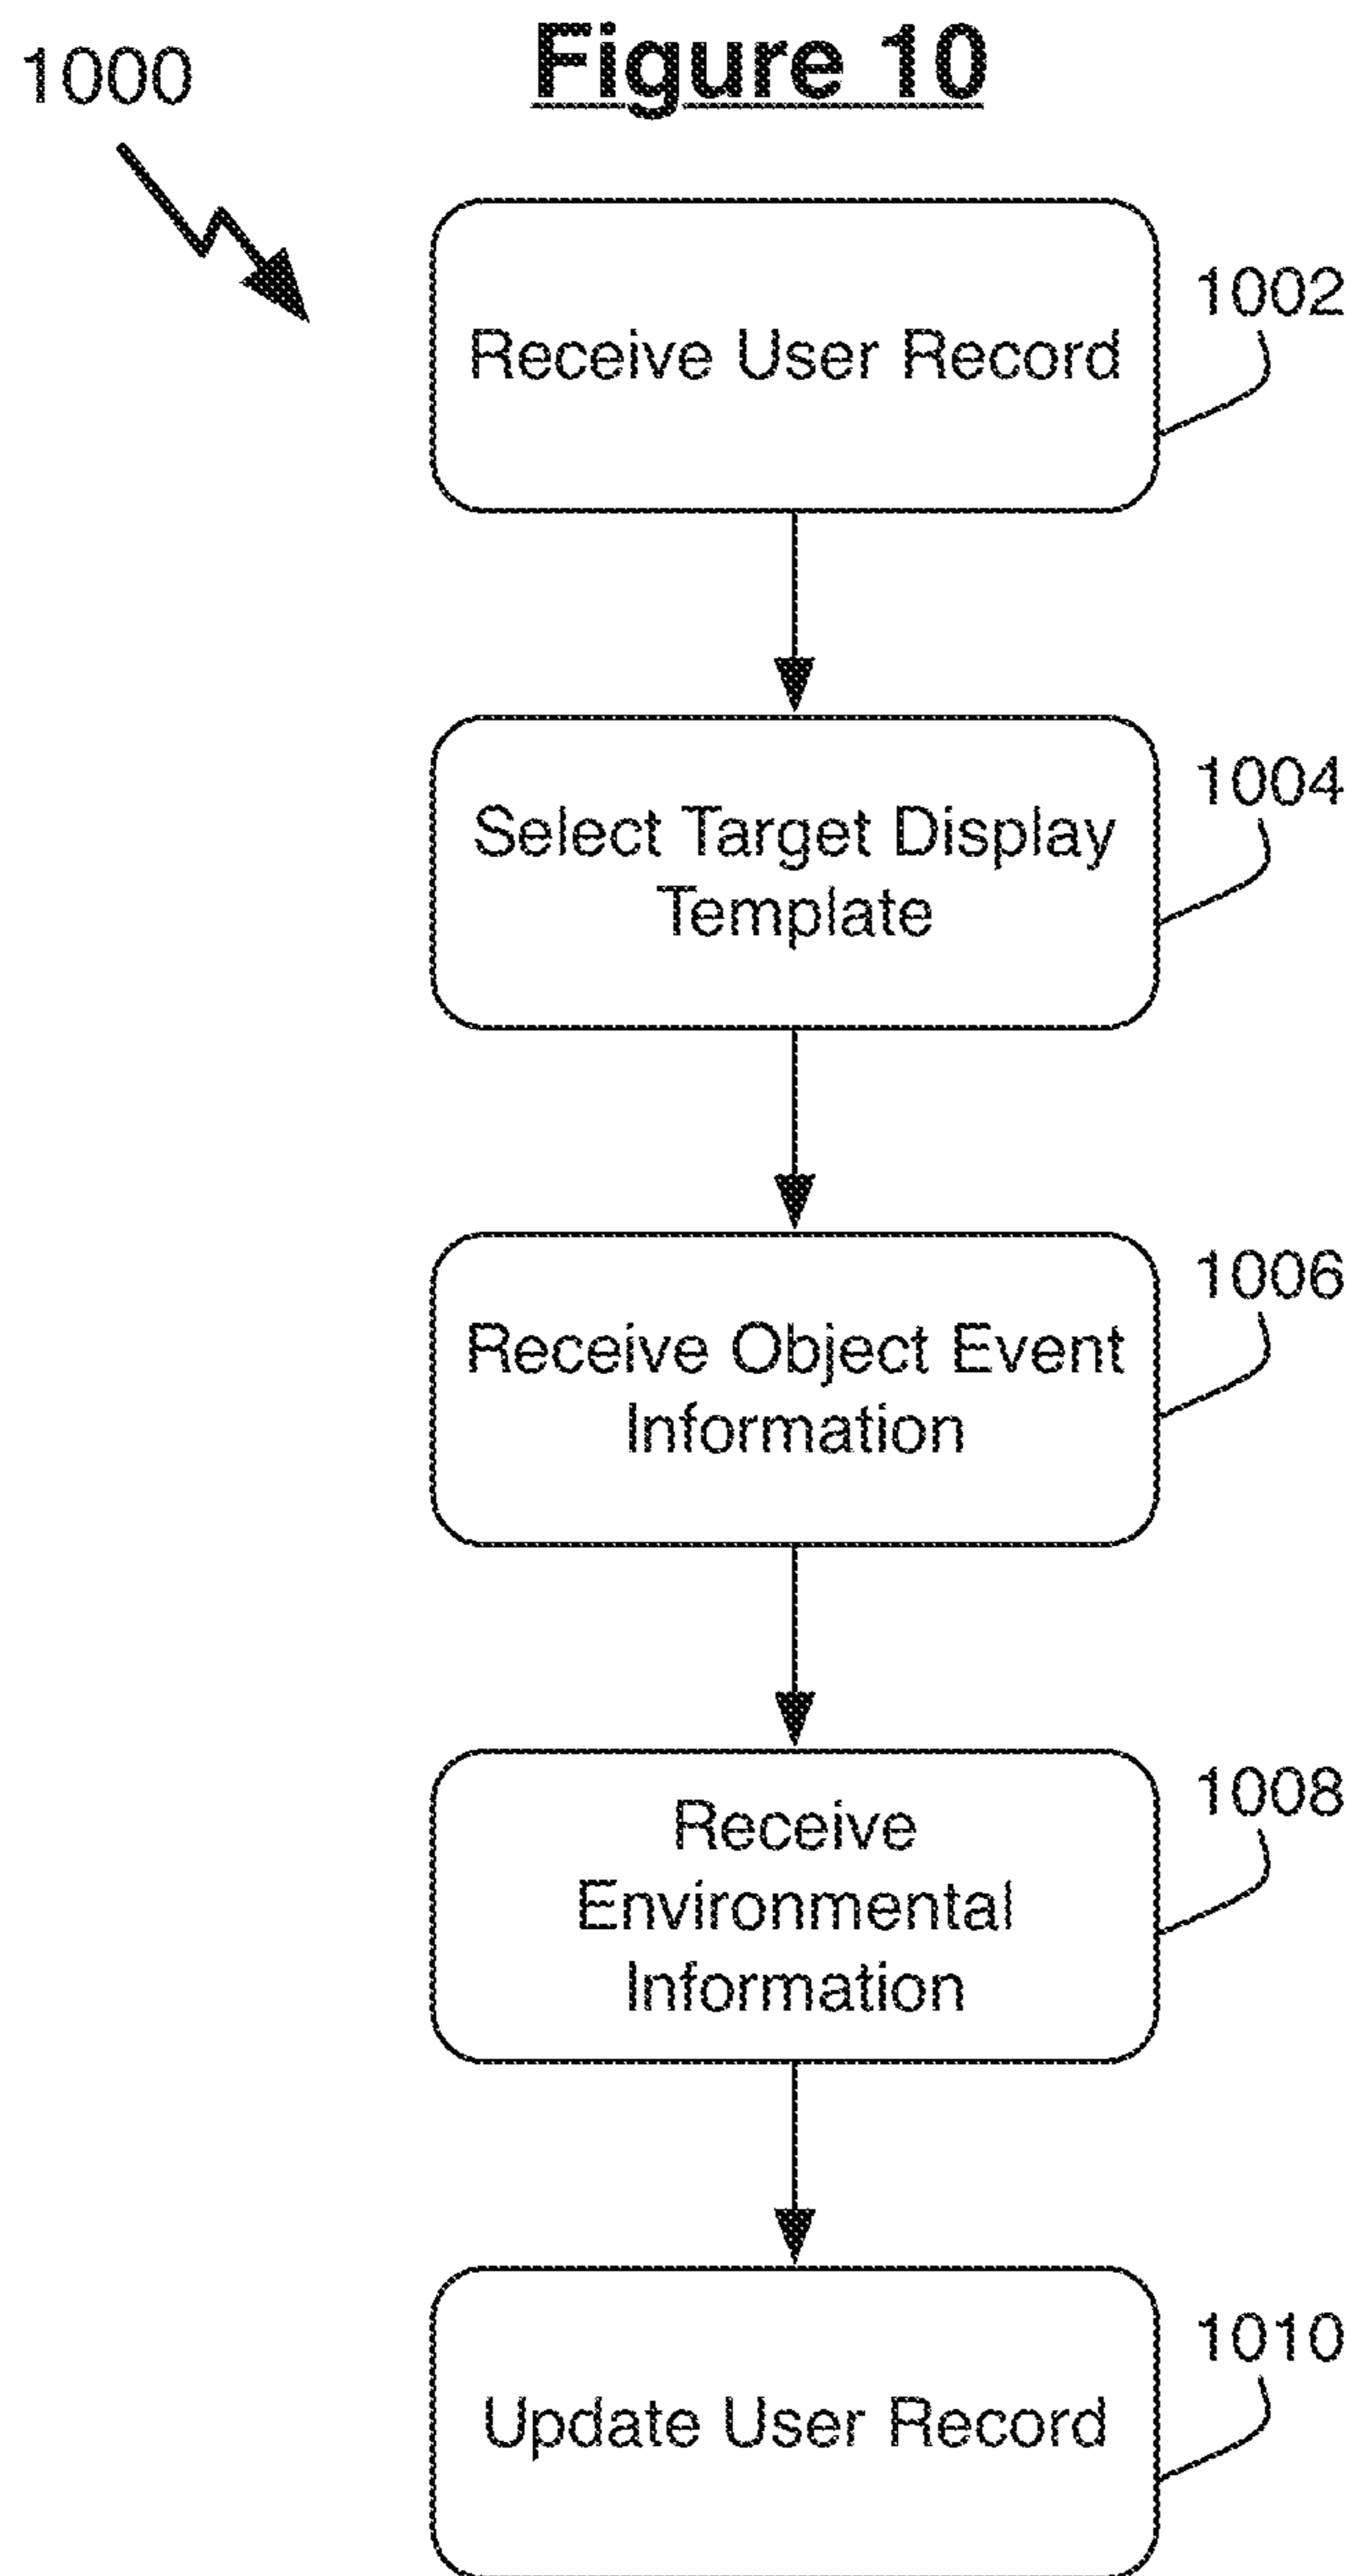 1000
Figure 10
Receive User Record
1002
Select Target Display
Template
1004
Receive Object Event
Information
1006
Receive
Environmental
Information
1008
Update User Record
1010